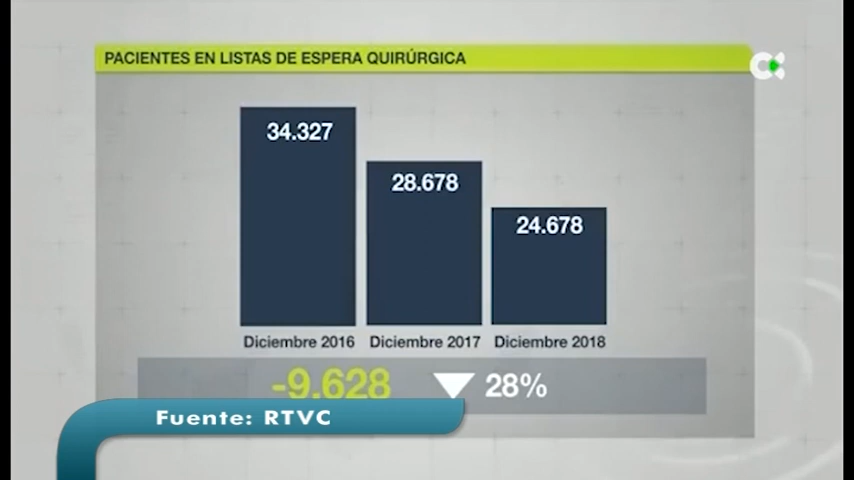 PACIENTES EN LISTAS DE ESPERA QUIRÚRGICA
34.327
28.678
24.678
Diciembre 2016
Diciembre 2017
Diciembre 2018
-9.628
28%
Fuente: RTVC